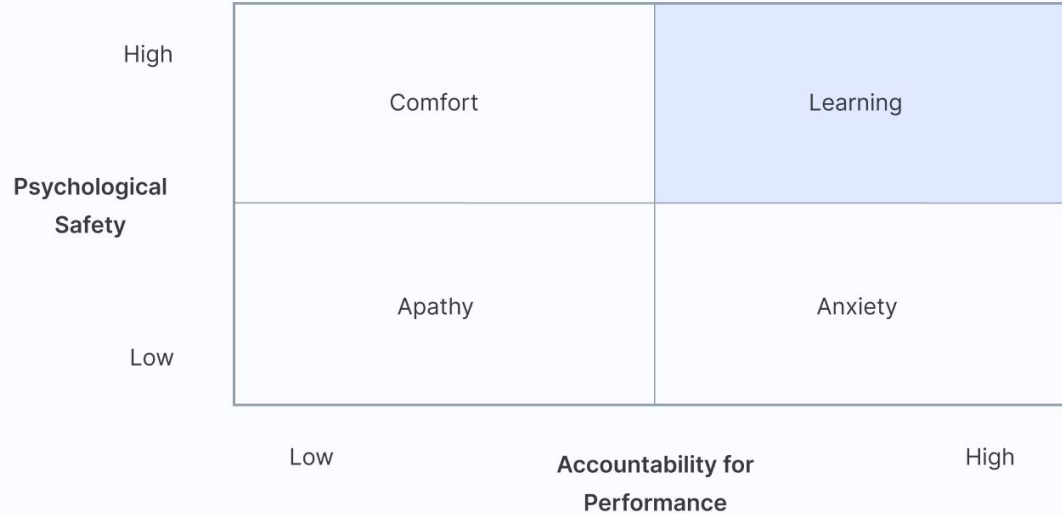 High
Comfort
Learning
Psychological
Safety
Apathy
Anxiety
Low
Low
High
Accountability for
Performance